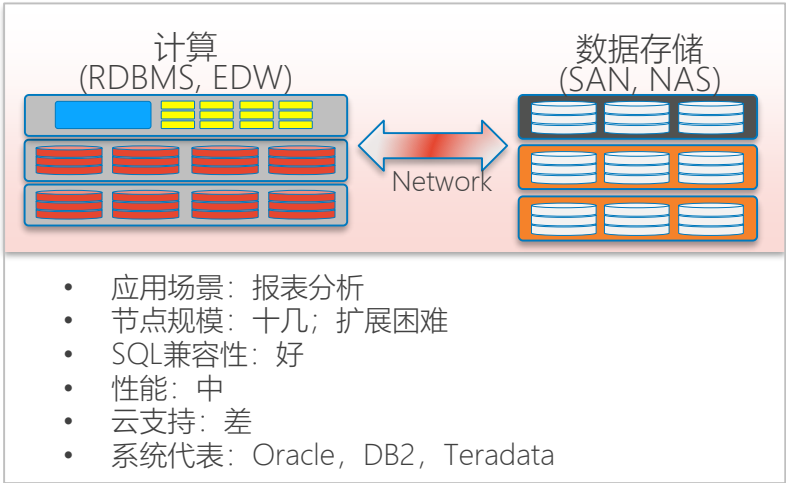 计算
(RDBMS, EDW)
数据存储
(SAN, NAS)
Network
• 应用场景：报表分析
• 节点规模：十几；扩展困难
• SQL兼容性：好
• 性能：中
• 云支持：差
• 系统代表：Oracle，DB2，Teradata